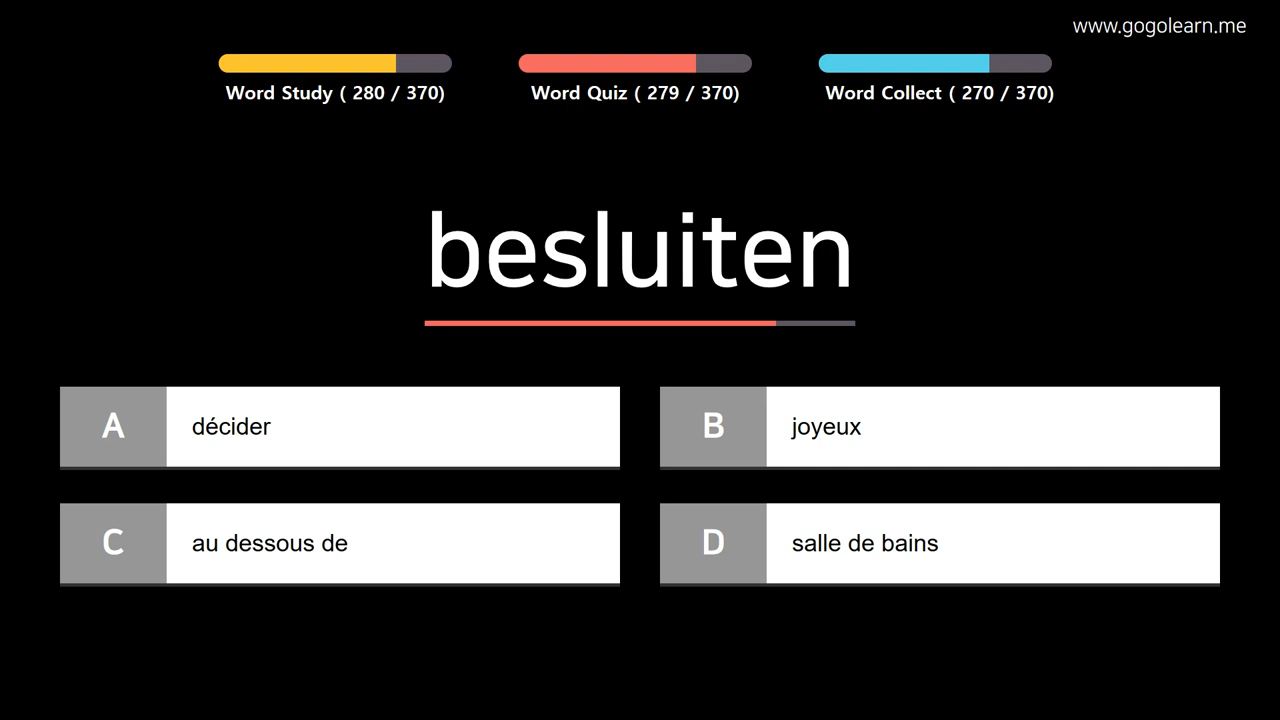 www.gogolearn.me
Word Study ( 280 / 370)
Word Quiz ( 279 / 370)
Word Collect ( 270 / 370)
besluiten
A
décider
B
joyeux
C
au dessous de
D
salle de bains